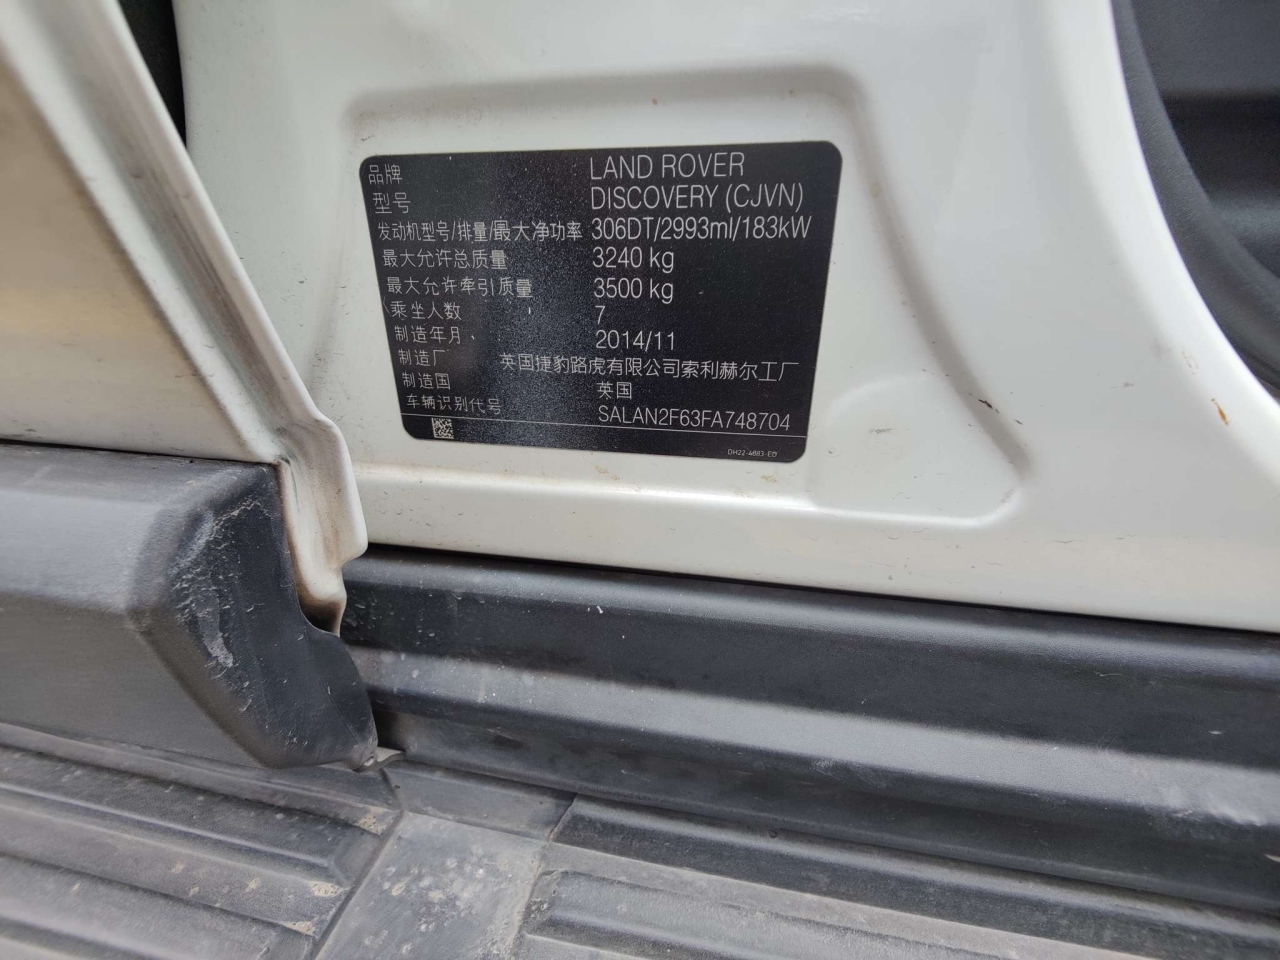 品牌 LAND ROVER
型号 DISCOVERY (CJVN)
发动机型号/排量/最大净功率 306DT/2993ml/183kW
最大允许总质量 3240 kg
最大允许牵引质量 3500 kg
乘坐人数 7
制造年月 2014/11
制造厂 英国捷豹路虎有限公司索利赫尔工厂
制造国 英国
车辆识别代号 SALAN2F63FA748704
DH22-4883-ED